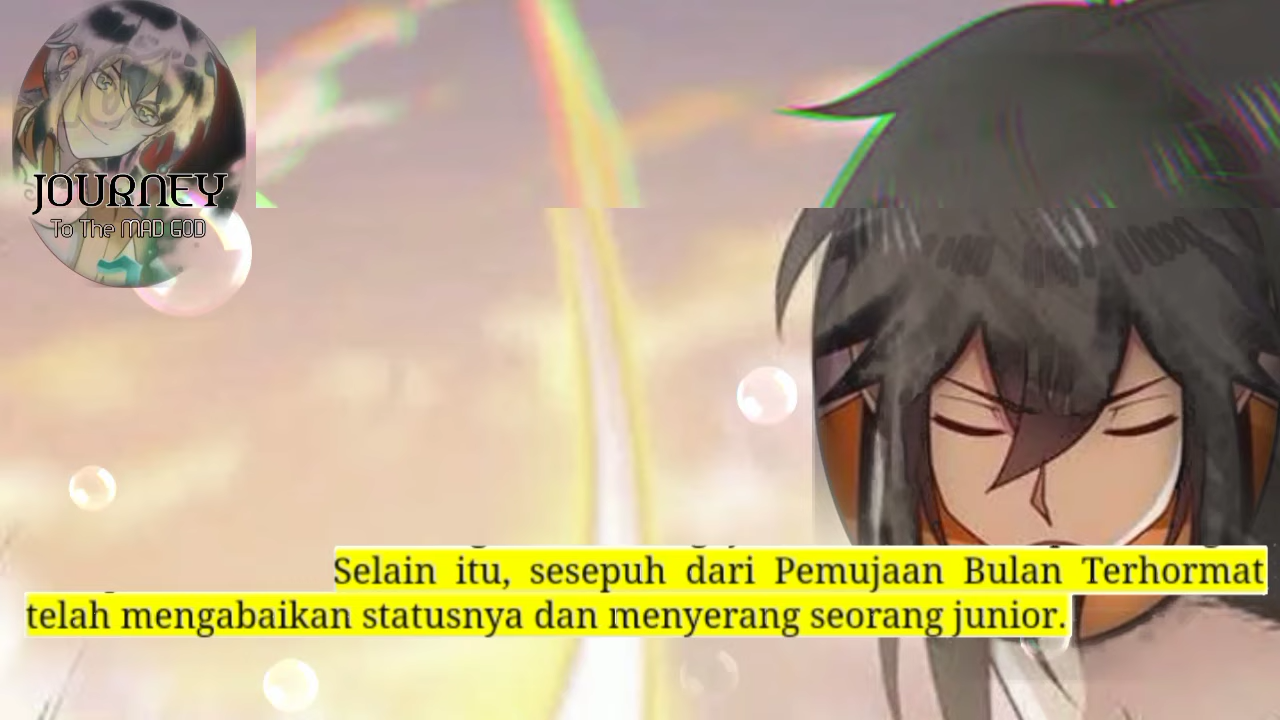 JOURNEY
To The MAD GOD
Selain itu, sesepuh dari Pemujaan Bulan Terhormat
telah mengabaikan statusnya dan menyerang seorang junior.